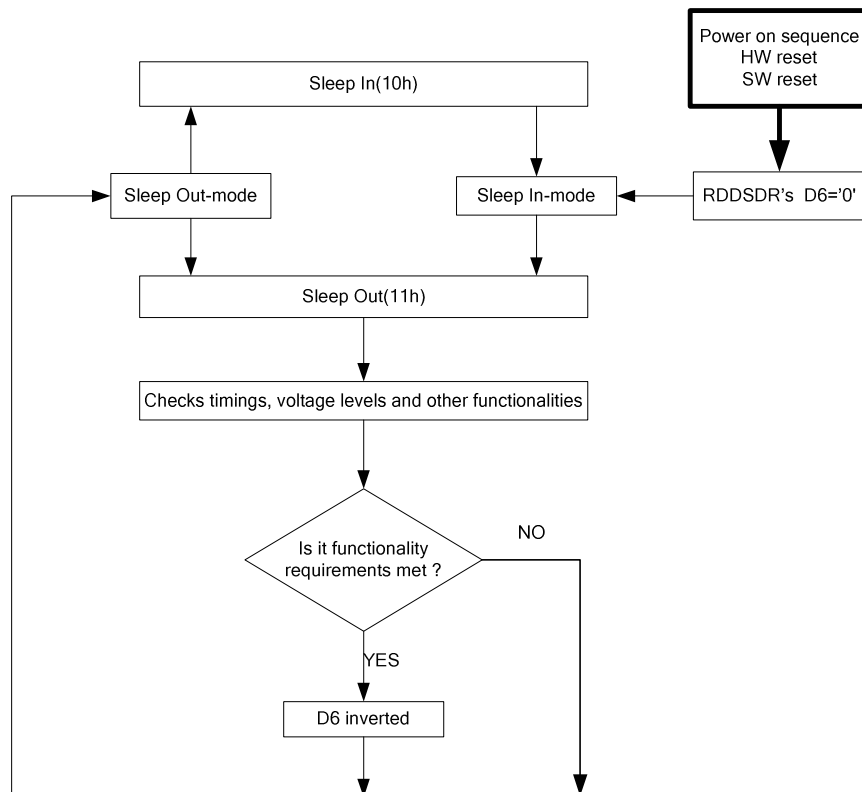 Power on sequence
HW reset
SW reset
Sleep In(10h)
Sleep Out-mode
Sleep In-mode
RDDSDR's D6='0'
Sleep Out(11h)
Checks timings, voltage levels and other functionalities
Is it functionality
requirements met ?
NO
YES
D6 inverted